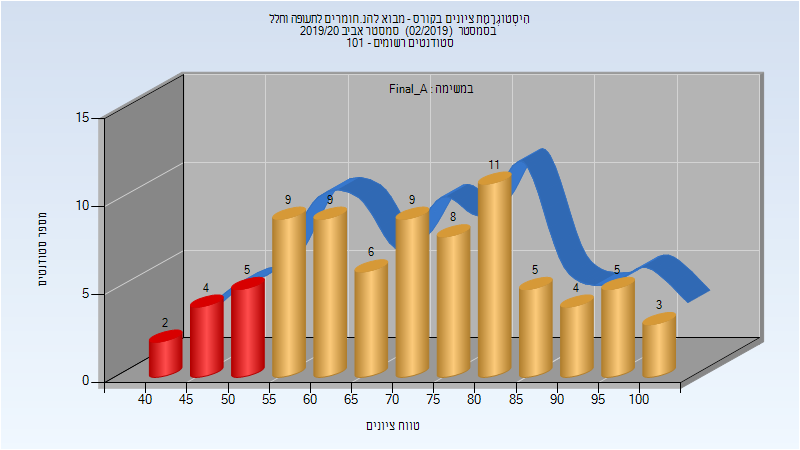 היסטוגרמת ציונים בקורס - מבוא להנ.חומרים לתעופה וחלל
בסמסטר (02/2019) סמסטר אביב 2019/20
סטודנטים רשומים - 101
במשימה : Final_A
מספר סטודנטים
15
10
5
0
2
4
5
9
9
6
9
8
11
5
4
5
3
40 45 50 55 60 65 70 75 80 85 90 95 100
טווח ציונים